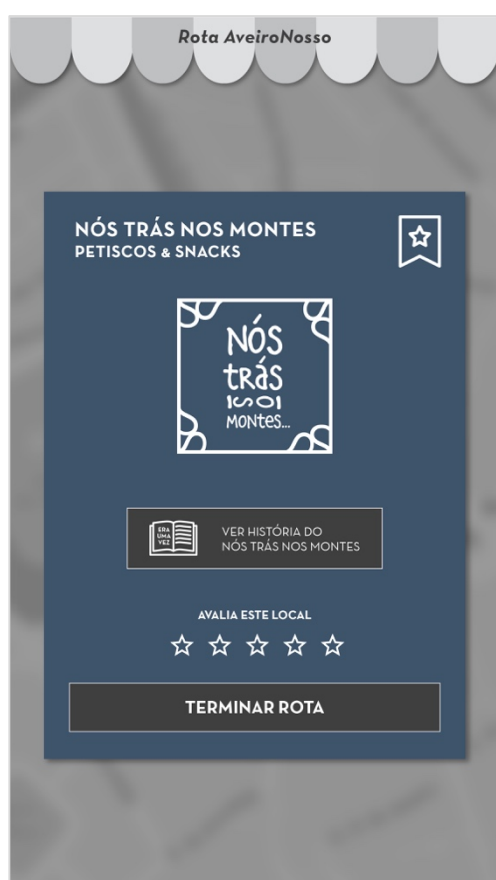 Rota AveiroNosso
NÓS TRÁS NOS MONTES
PETISCOS & SNACKS
NÓS
trás
MONtes...
ERA
UMA
VEZ
VER HISTÓRIA DO
NÓS TRÁS NOS MONTES
AVALIA ESTE LOCAL
TERMINAR ROTA